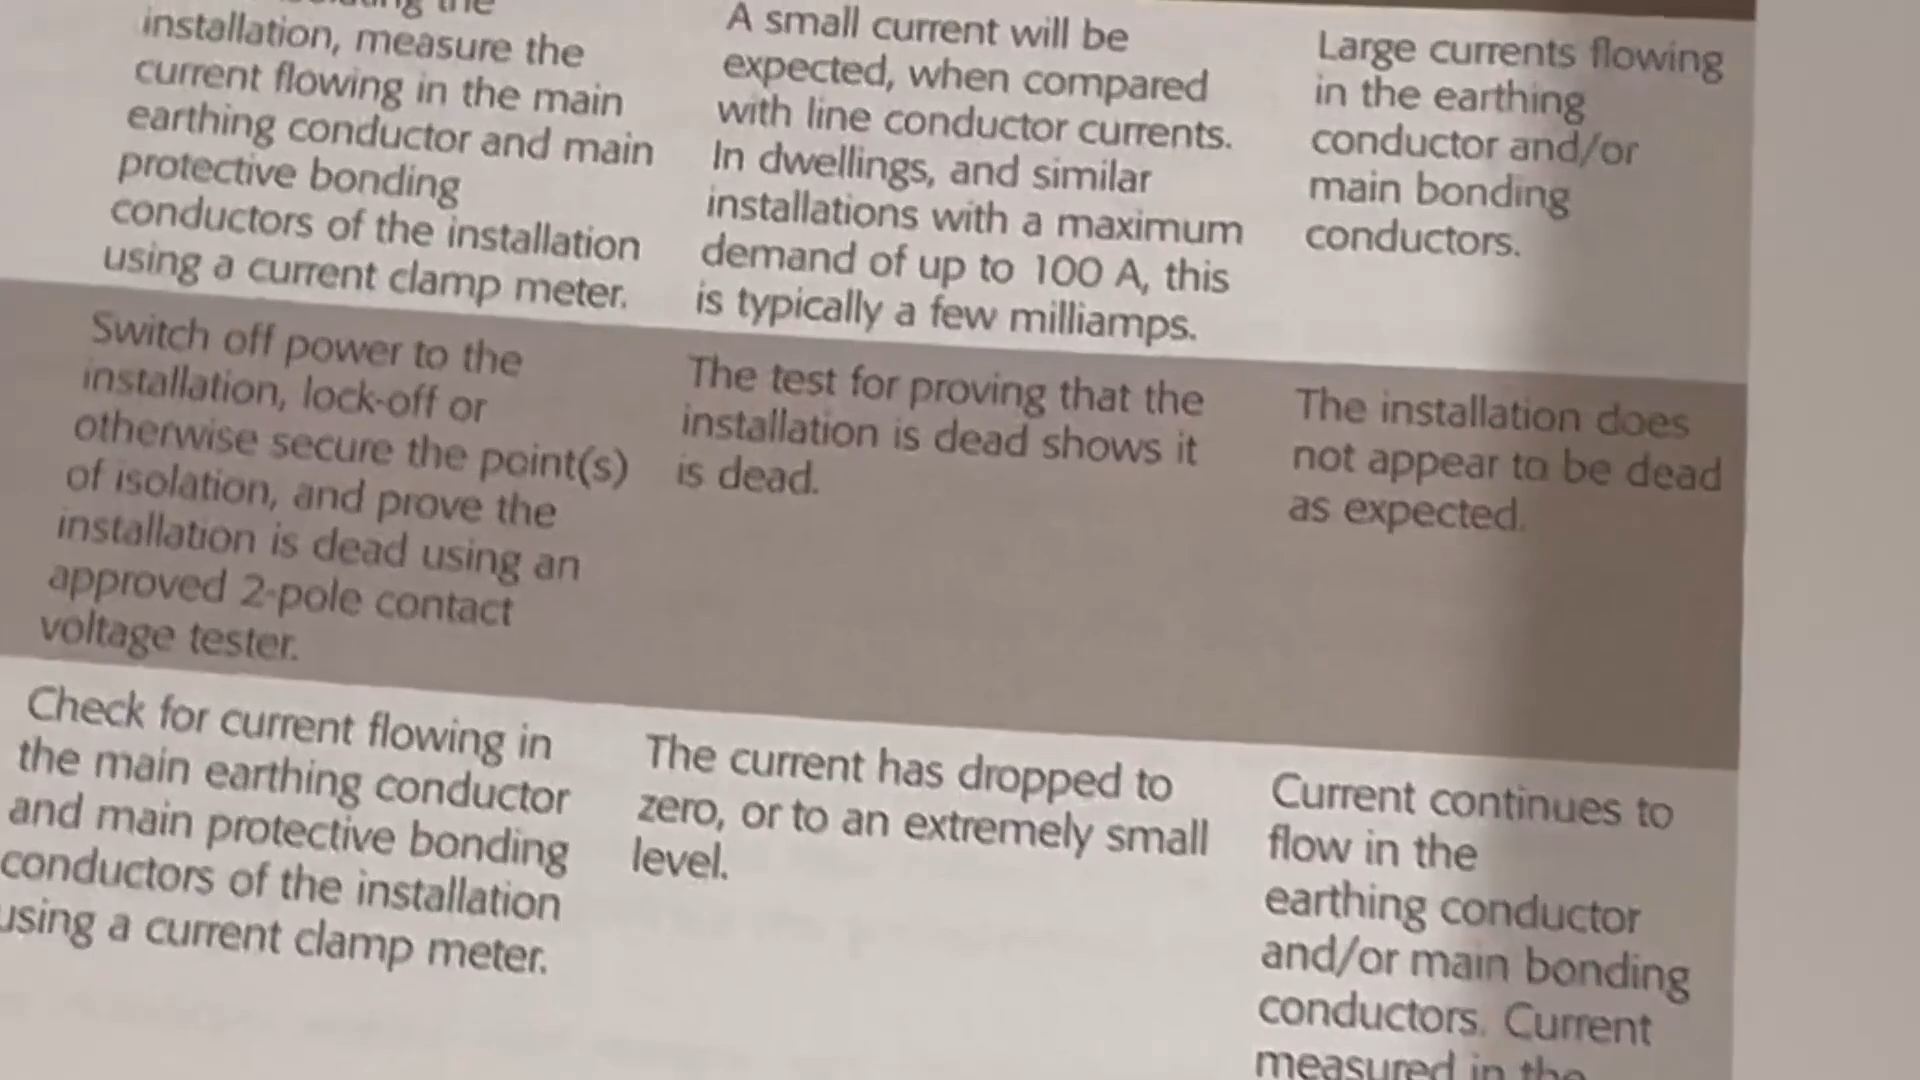 the
installation, measure the
current flowing in the main
earthing conductor and main
protective bonding
conductors of the installation
using a current clamp meter.
A small current will be
expected, when compared
with line conductor currents.
In dwellings, and similar
installations with a maximum
demand of up to 100 A, this
is typically a few milliamps.
Large currents flowing
in the earthing
conductor and/or
main bonding
conductors.
Switch off power to the
installation, lock-off or
otherwise secure the point(s)
of isolation, and prove the
installation is dead using an
approved 2-pole contact
voltage tester.
The test for proving that the
installation is dead shows it
is dead.
The installation does
not appear to be dead
as expected.
Check for current flowing in
the main earthing conductor
and main protective bonding
conductors of the installation
using a current clamp meter.
The current has dropped to
zero, or to an extremely small
level.
Current continues to
flow in the
earthing conductor
and/or main bonding
conductors. Current
measured in the